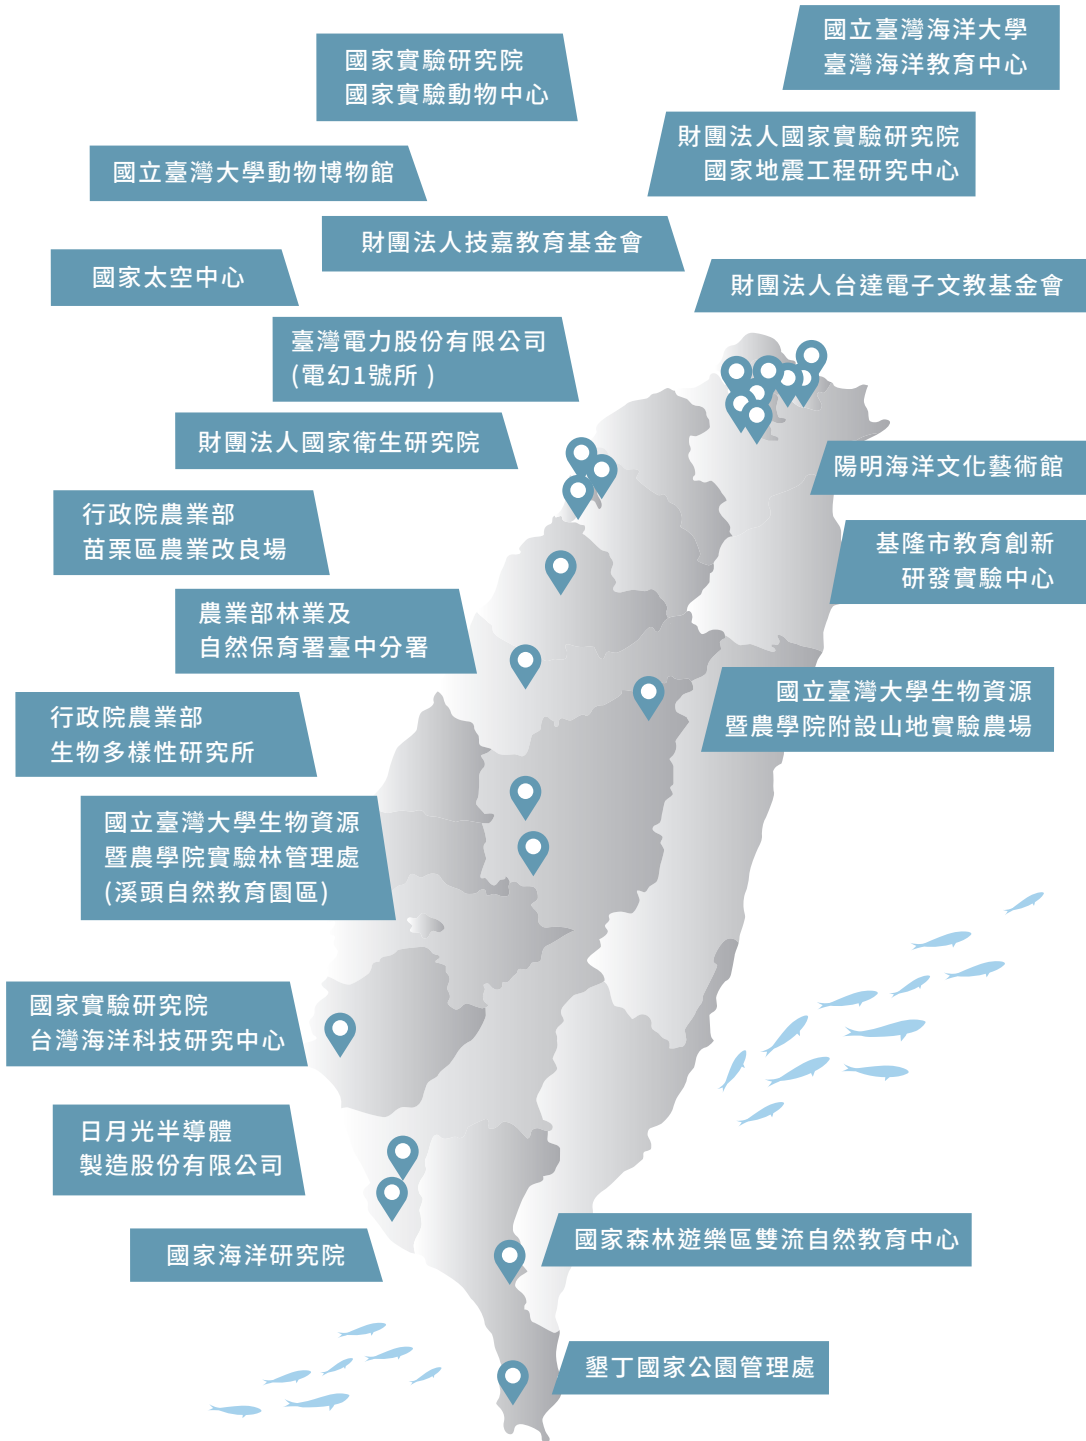 國立臺灣海洋大學
臺灣海洋教育中心
國家實驗研究院
國家實驗動物中心
財團法人國家實驗研究院
國家地震工程研究中心
國立臺灣大學動物博物館
財團法人技嘉教育基金會
國家太空中心
財團法人台達電子文教基金會
臺灣電力股份有限公司
(電幻1號所 )
財團法人國家衛生研究院
陽明海洋文化藝術館
行政院農業部
苗栗區農業改良場
基隆市教育創新
研發實驗中心
農業部林業及
自然保育署臺中分署
國立臺灣大學生物資源
暨農學院附設山地實驗農場
行政院農業部
生物多樣性研究所
國立臺灣大學生物資源
暨農學院實驗林管理處
(溪頭自然教育園區)
國家實驗研究院
台灣海洋科技研究中心
日月光半導體
製造股份有限公司
國家海洋研究院
國家森林遊樂區雙流自然教育中心
墾丁國家公園管理處